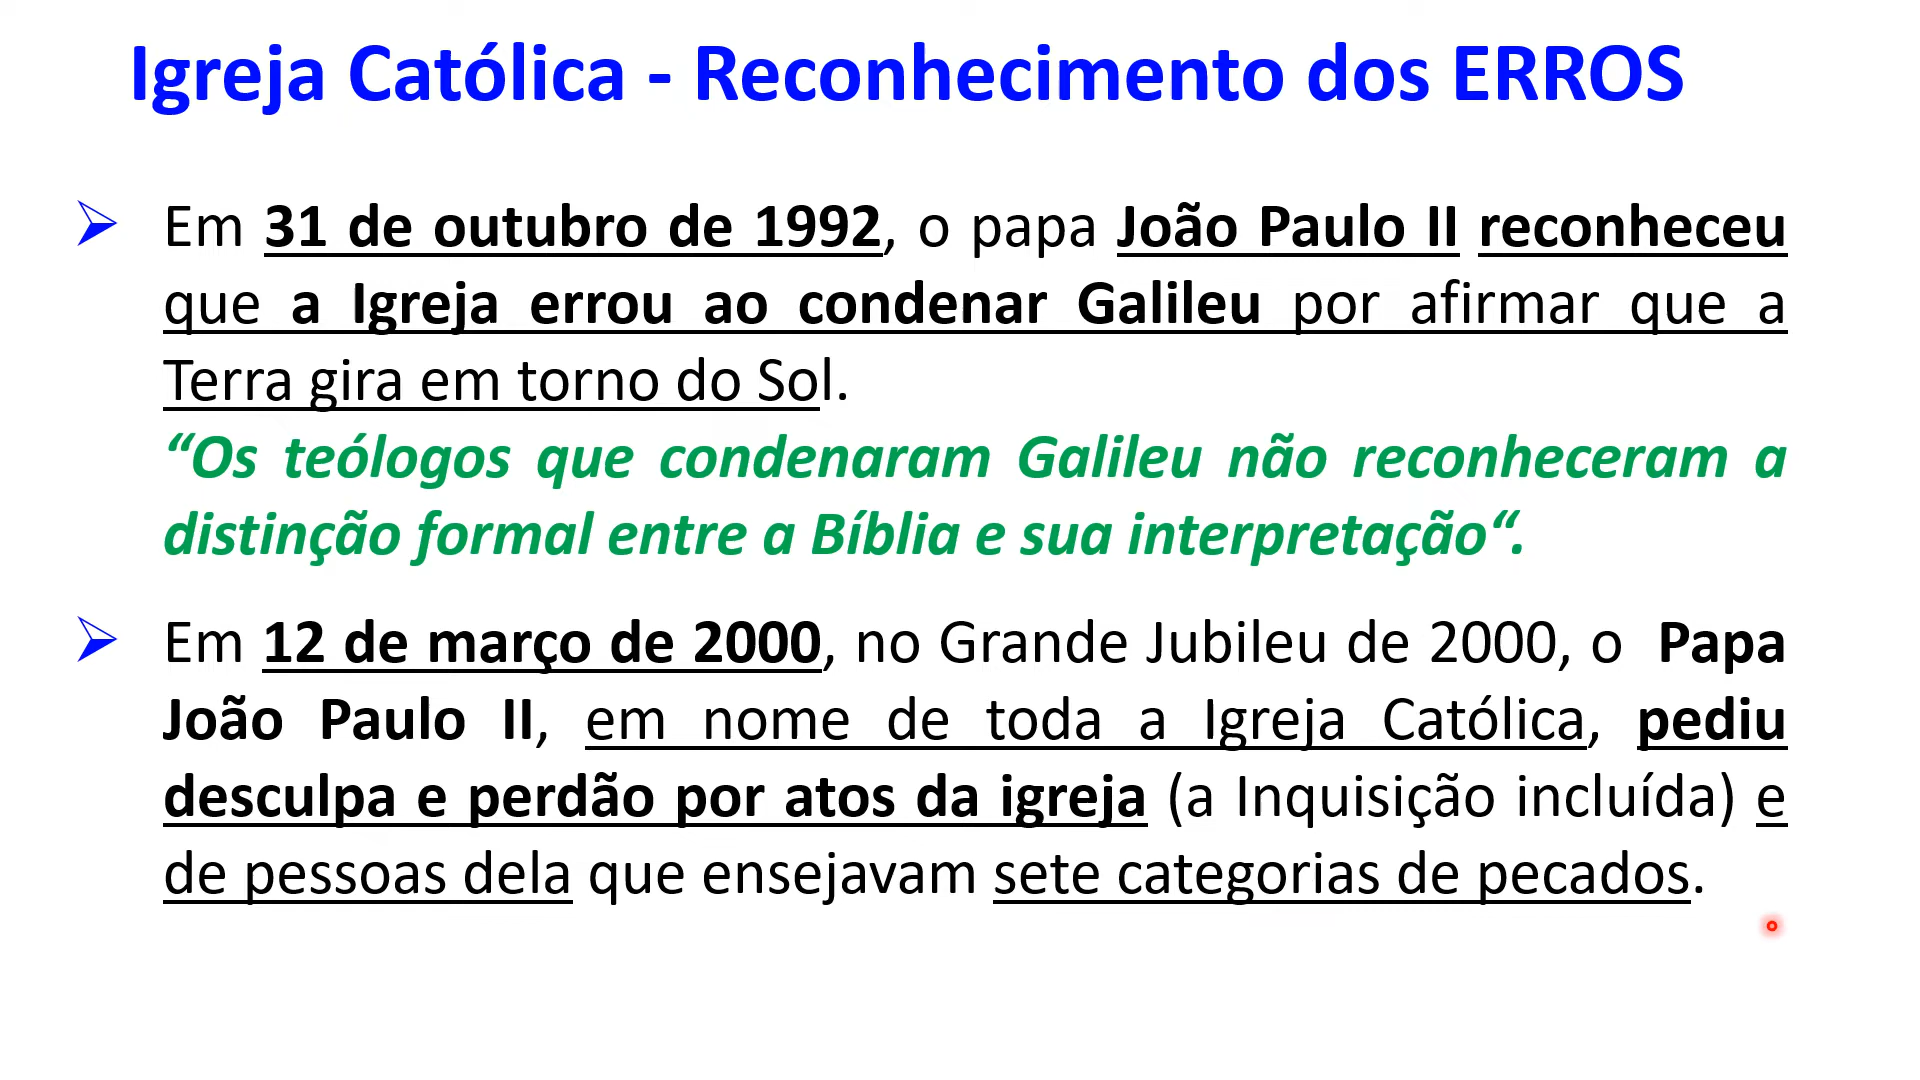 Igreja Católica - Reconhecimento dos ERROS
Em 31 de outubro de 1992, o papa João Paulo II reconheceu
que a Igreja errou ao condenar Galileu por afirmar que a
Terra gira em torno do Sol.
“Os teólogos que condenaram Galileu não reconheceram a
distinção formal entre a Bíblia e sua interpretação“.
Em 12 de março de 2000, no Grande Jubileu de 2000, o Papa
João Paulo II, em nome de toda a Igreja Católica, pediu
desculpa e perdão por atos da igreja (a Inquisição incluída) e
de pessoas dela que ensejavam sete categorias de pecados.